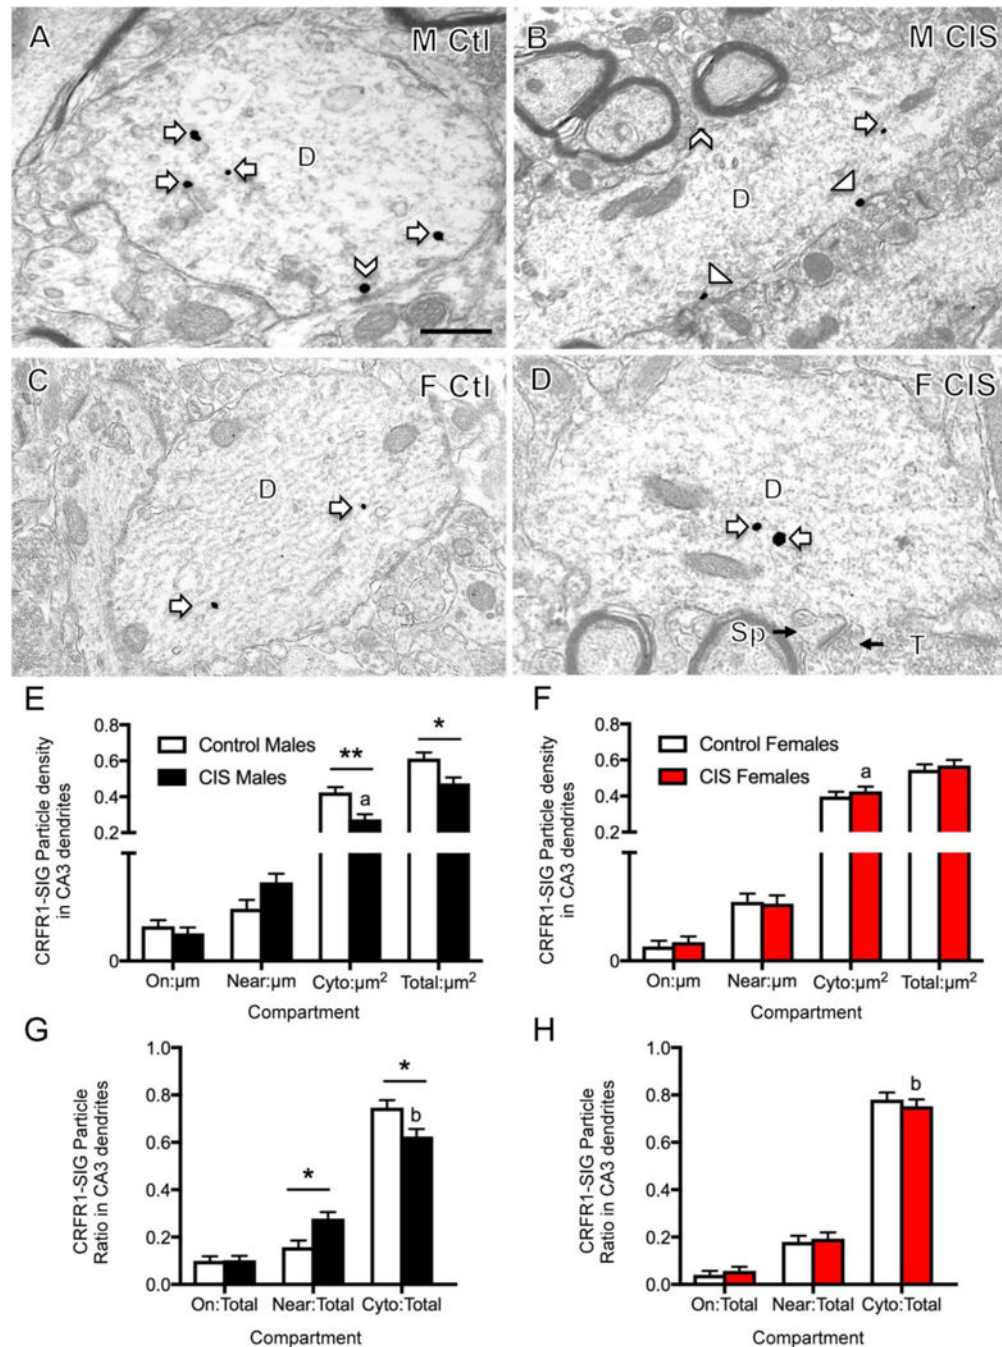 A
M Ctl
D
B
M CIS
D
C
F Ctl
D
D
F CIS
D
Sp
T
E
CRFR1-SIG Particle density
in CA3 dendrites
0.8
0.6
0.4
0.2
0
Control Males
CIS Males
**
a
*
On:µm
Near:µm
Cyto:µm²
Total:µm²
Compartment
F
CRFR1-SIG Particle density
in CA3 dendrites
0.8
0.6
0.4
0.2
0
Control Females
CIS Females
a
On:µm
Near:µm
Cyto:µm²
Total:µm²
Compartment
G
CRFR1-SIG Particle
Ratio in CA3 dendrites
1.0
0.8
0.6
0.4
0.2
0.0
*
*
b
On:Total
Near:Total
Cyto:Total
Compartment
H
CRFR1-SIG Particle
Ratio in CA3 dendrites
1.0
0.8
0.6
0.4
0.2
0.0
b
On:Total
Near:Total
Cyto:Total
Compartment